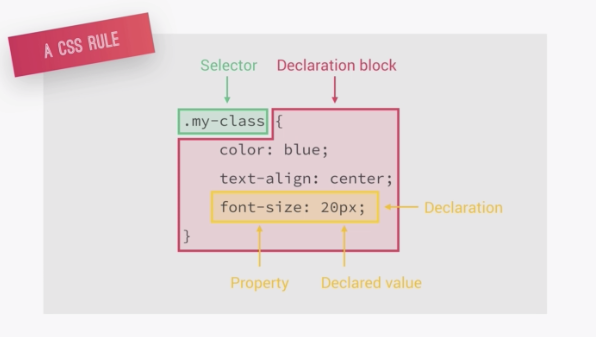 A CSS RULE
Selector
Declaration block
.my-class {
color: blue;
text-align: center;
font-size: 20px;
Declaration
}
Property
Declared value